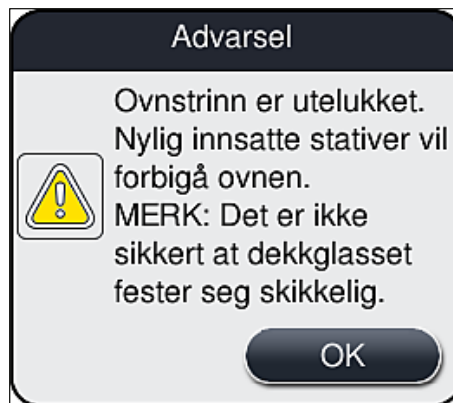 Advarsel
Ovnstrinn er utelukket.
Nylig innsatte stativer vil
forbigå ovnen.
MERK: Det er ikke
sikkert at dekkglasset
fester seg skikkelig.
OK